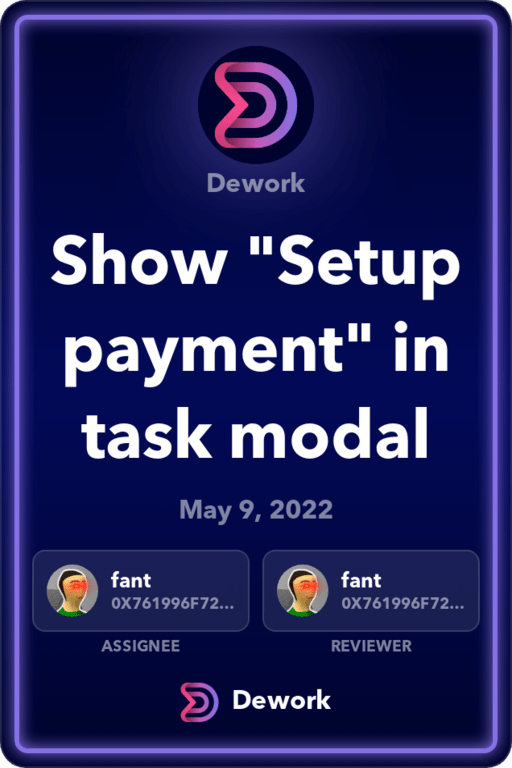 Dework
Show "Setup
payment" in
task modal
May 9, 2022
fant
0X761996F72...
ASSIGNEE
fant
0X761996F72...
REVIEWER
Dework